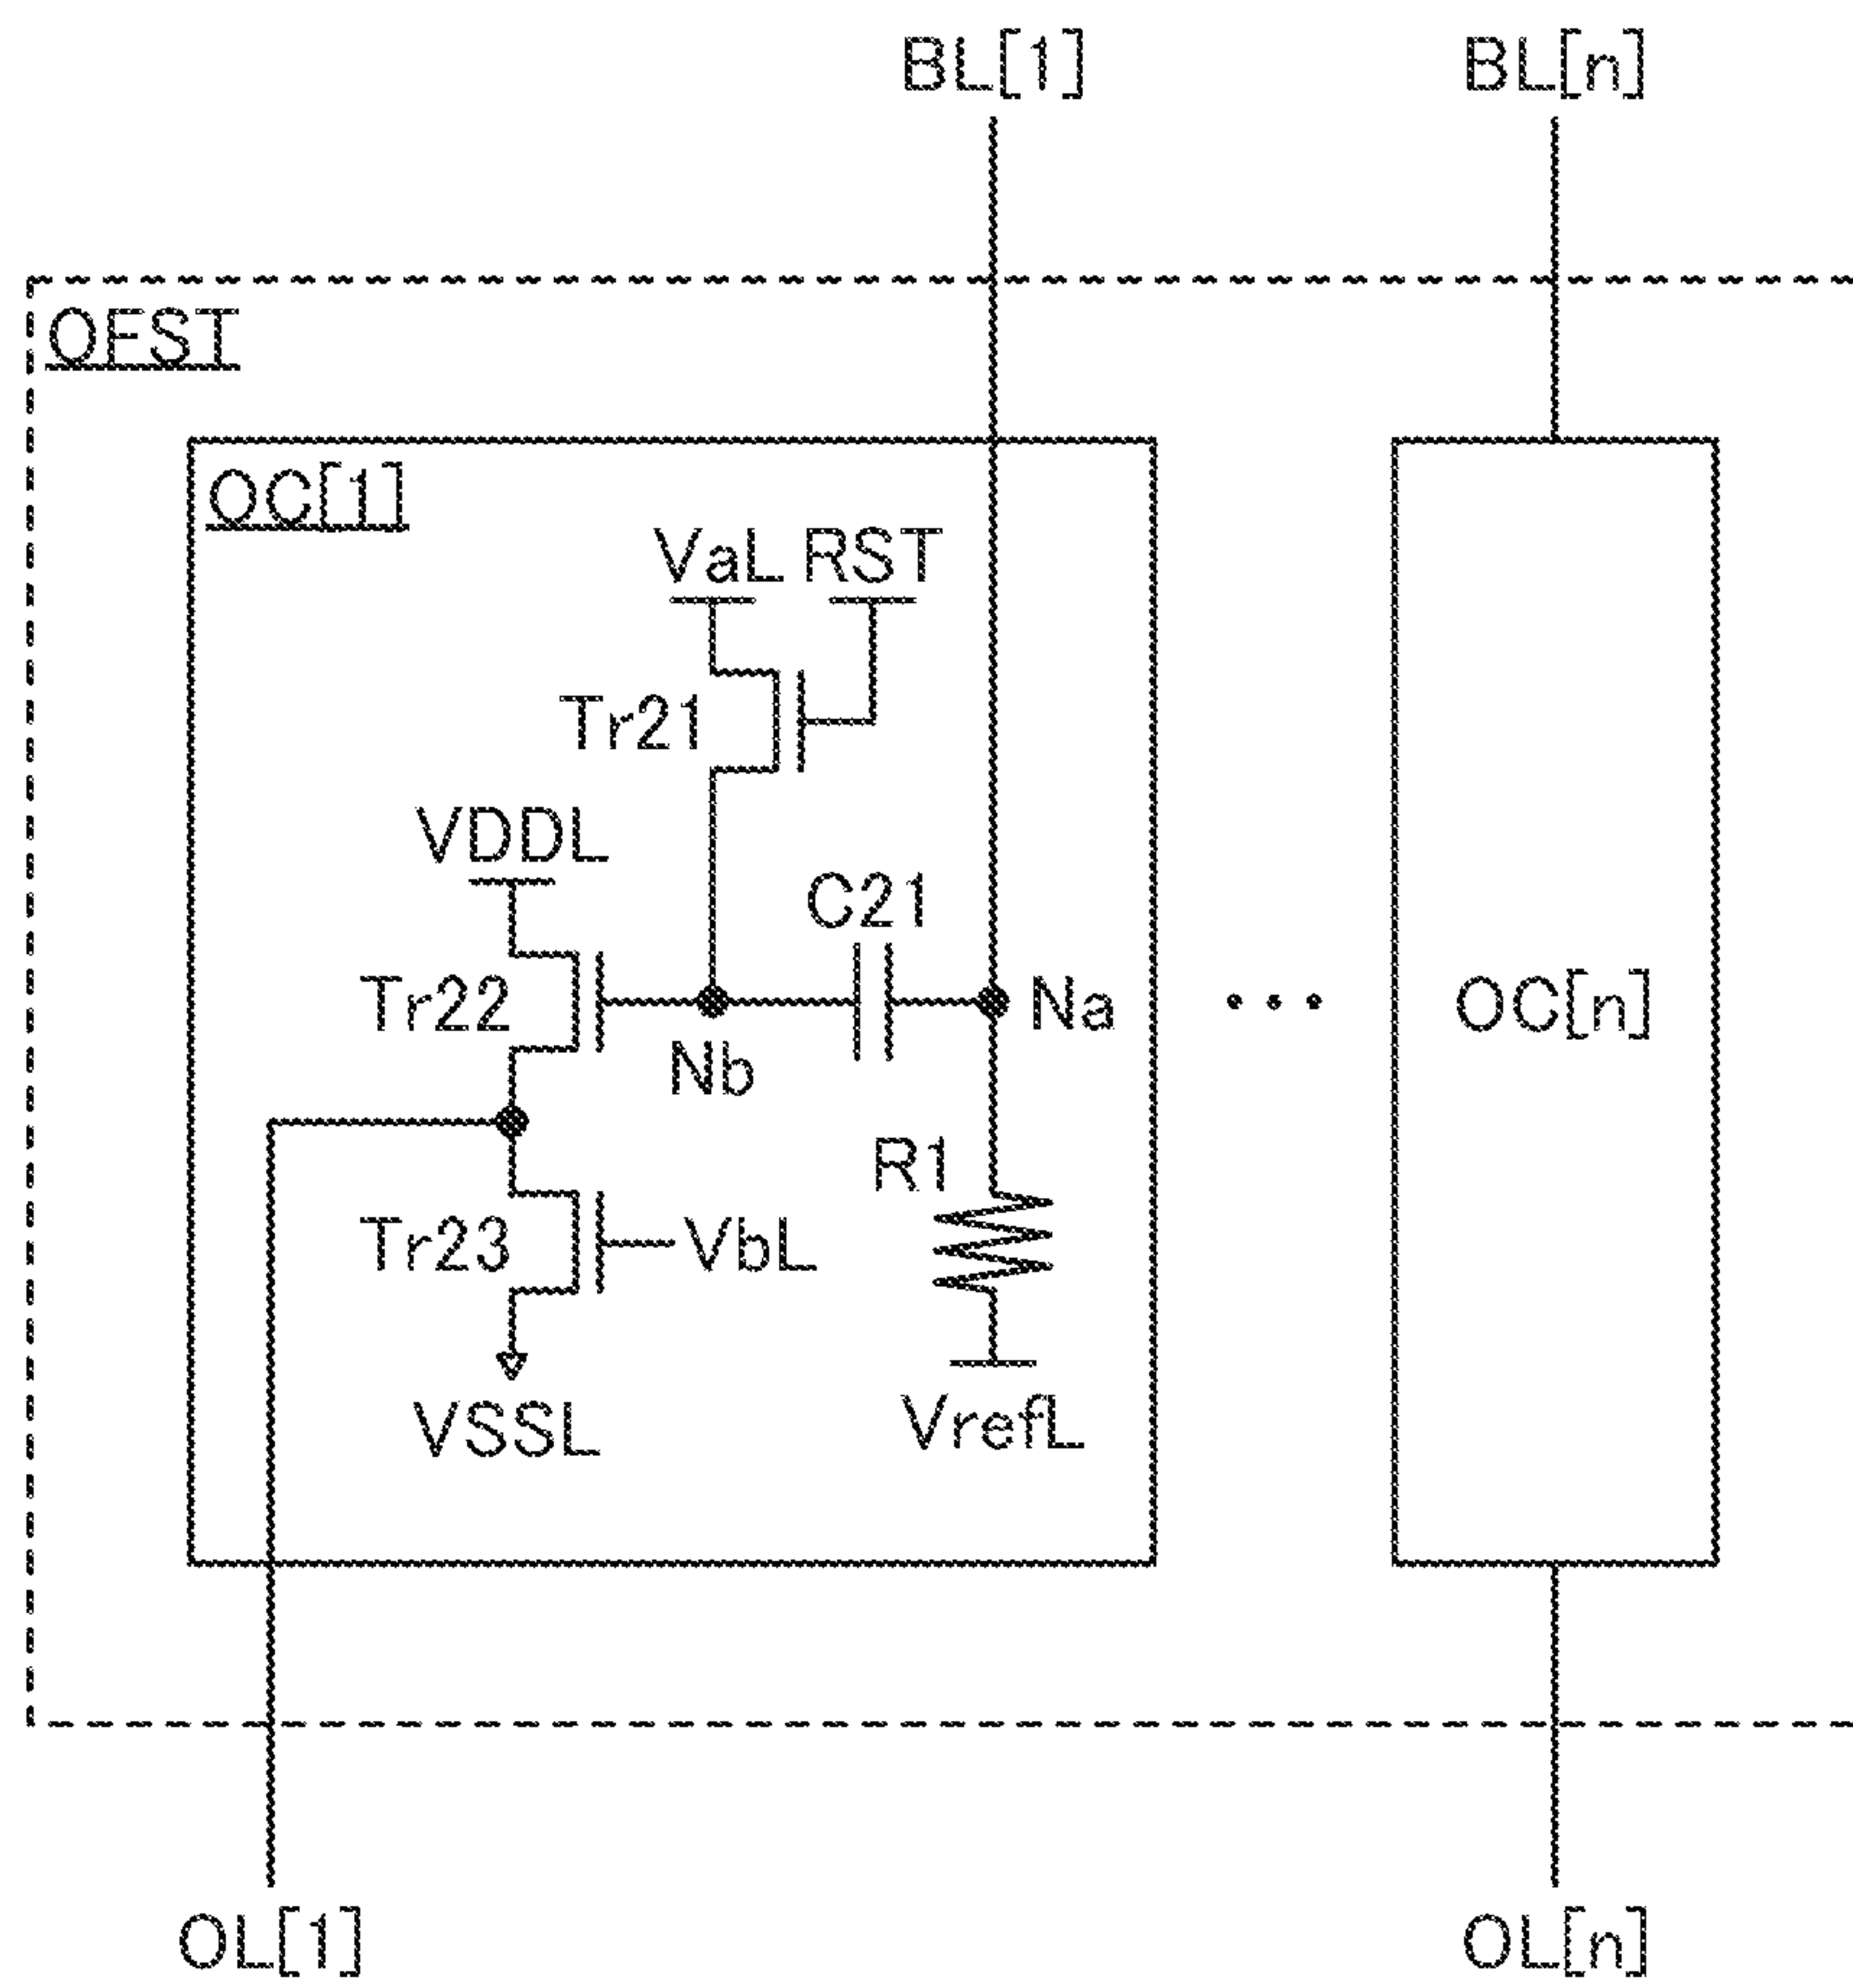 BL[1] BL[n]
OFST
OC[1]
VaL RST
Tr21
VDDL
C21
Tr22
Nb
Na
...
OC[n]
R1
Tr23
VbL
VSSL
VrefL
OL[1] OL[n]